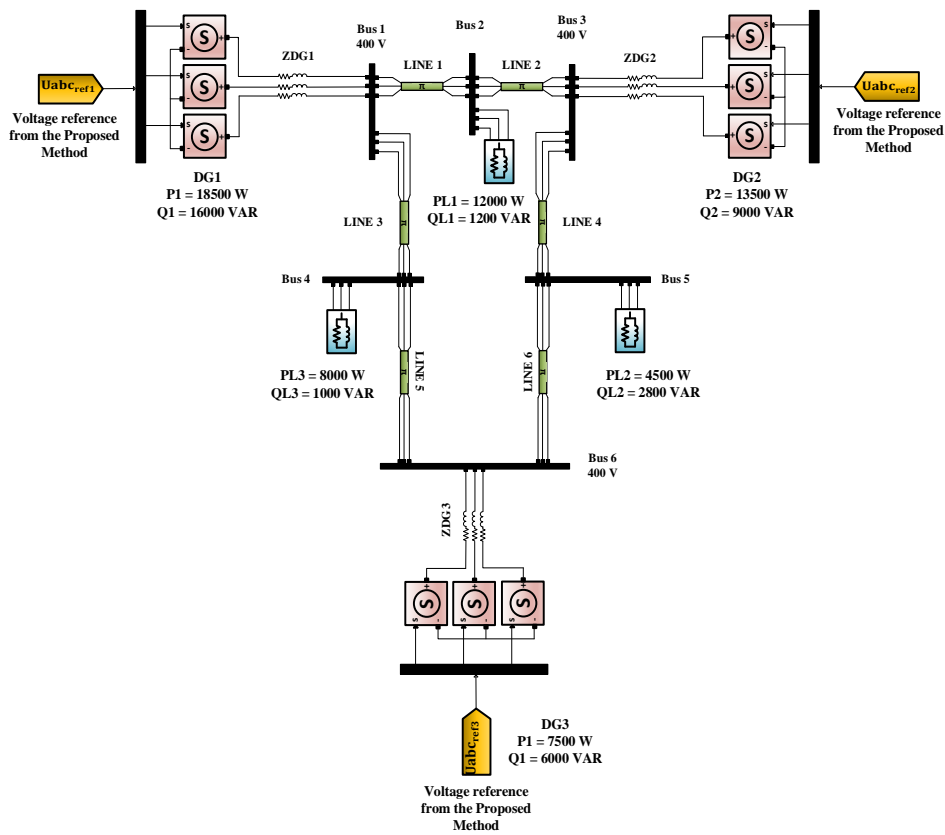 Bus 2
Bus 1
400 V
Bus 3
400 V
ZDG1
LINE 1
LINE 2
ZDG2
s
-
S
+
s
-
S
+
s
-
S
+
s
-
S
+
s
-
S
+
s
-
S
+
Uabcref1
π
π
Uabcref2
Voltage reference
from the Proposed
Method
Voltage reference
from the Proposed
Method
DG1
P1 = 18500 W
Q1 = 16000 VAR
PL1 = 12000 W
QL1 = 1200 VAR
DG2
P2 = 13500 W
Q2 = 9000 VAR
LINE 3
π
π
LINE 4
Bus 4
Bus 5
PL3 = 8000 W
QL3 = 1000 VAR
π
LINE 5
LINE 6
π
PL2 = 4500 W
QL2 = 2800 VAR
Bus 6
400 V
ZDG3
s
-
S
+
s
-
S
+
s
-
S
+
Uabcref3
DG3
P1 = 7500 W
Q1 = 6000 VAR
Voltage reference
from the Proposed
Method